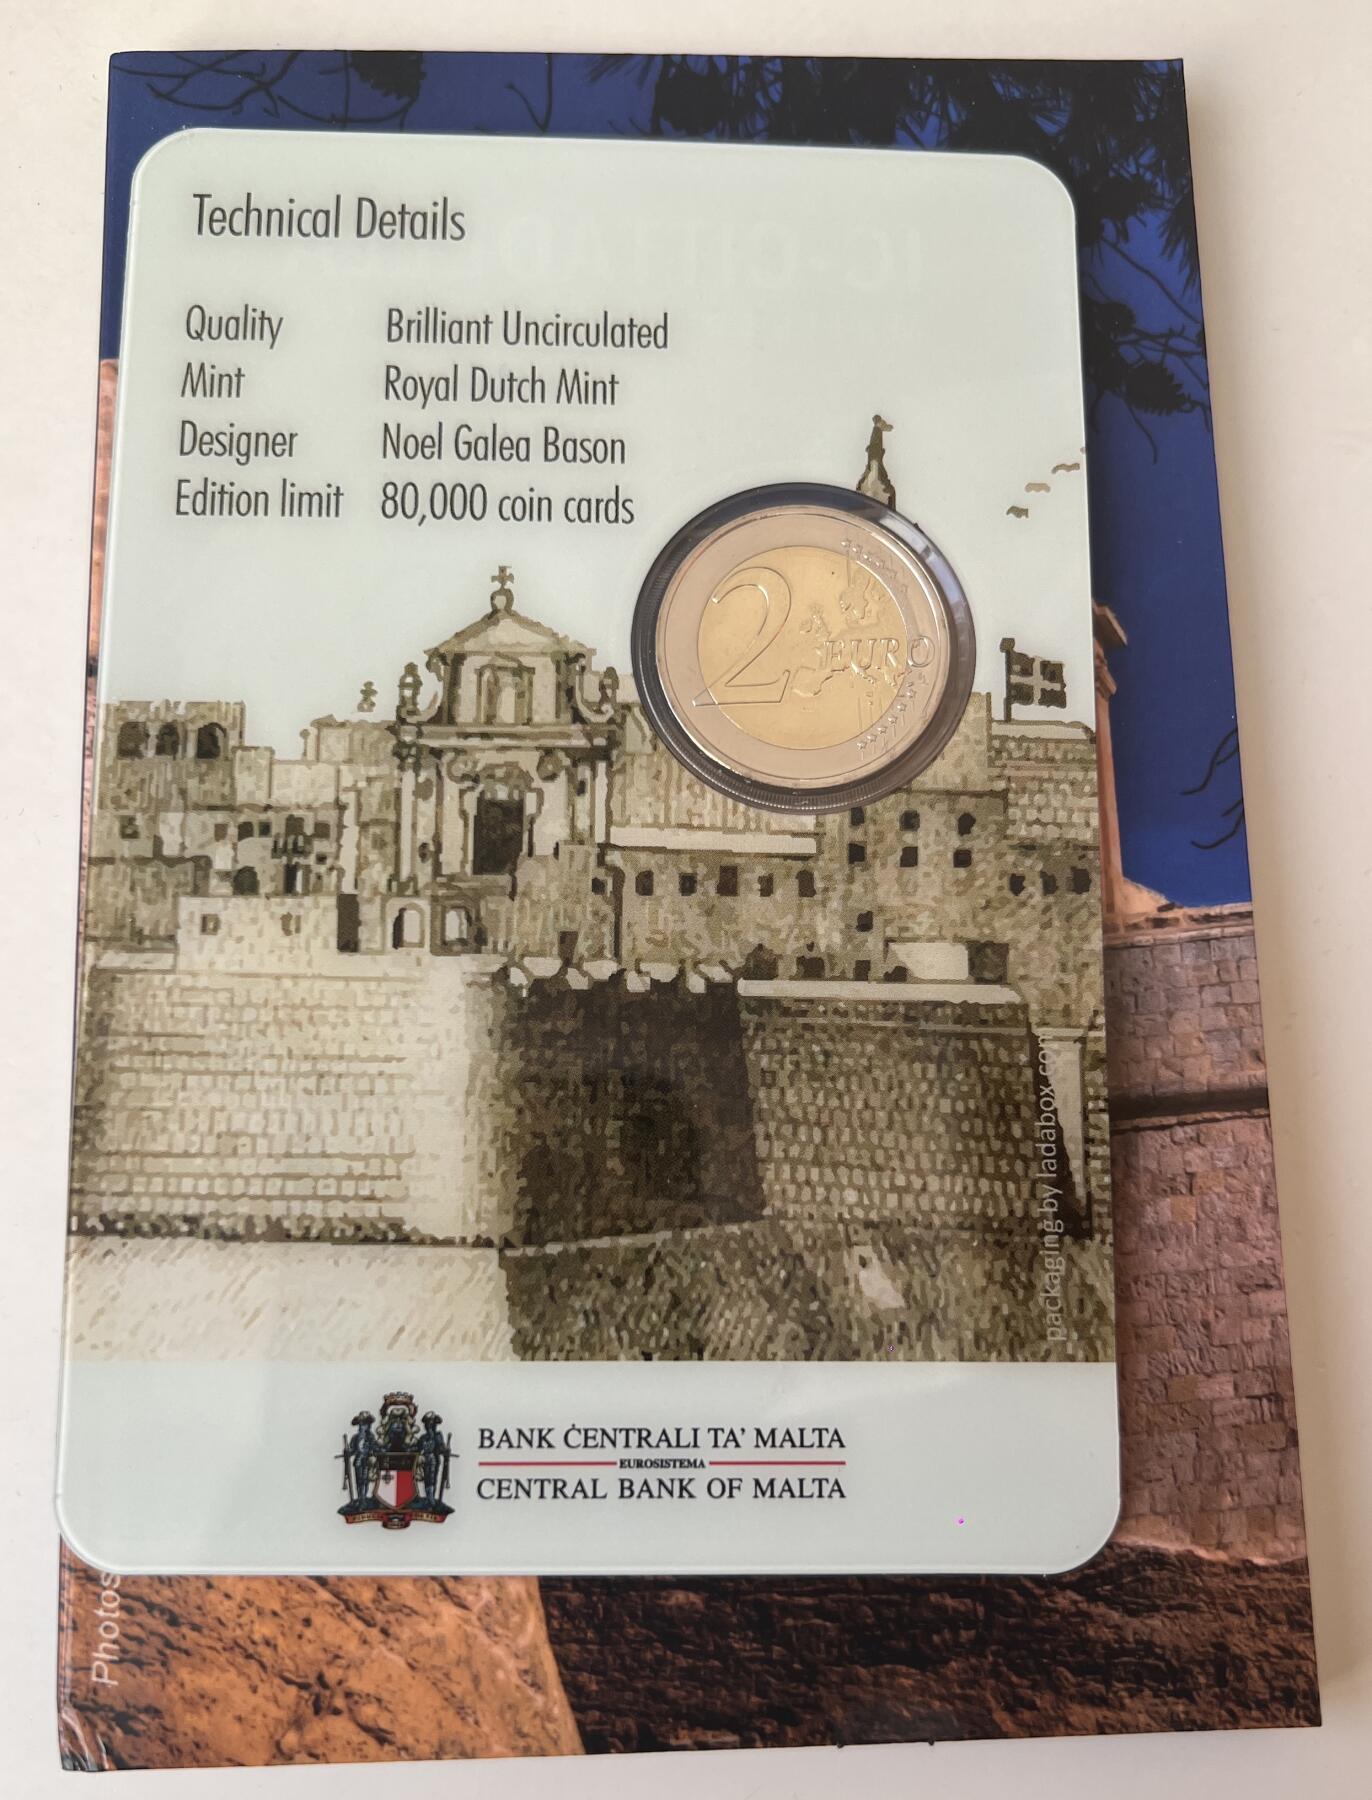 Technical Details
Quality Brilliant Uncirculated
Mint Royal Dutch Mint
Designer Noel Galea Bason
Edition limit 80,000 coin cards
2 EURO
packaging by ladabox.com
BANK ĊENTRALI TA' MALTA
EUROSISTEMA
CENTRAL BANK OF MALTA
Photos